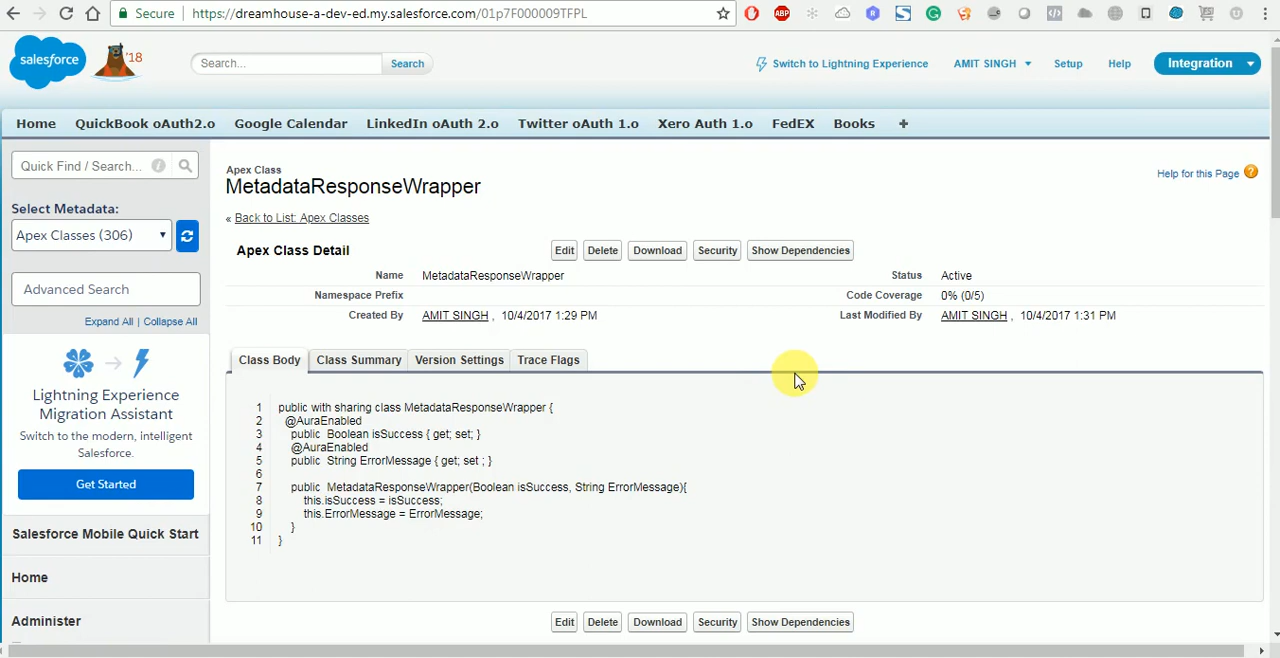 Secure https://dreamhouse-a-dev-ed.my.salesforce.com/01p7F000009TFPL
ABP
salesforce '18 Search... Search Switch to Lightning Experience AMIT SINGH Setup Help Integration
Home QuickBook oAuth2.0 Google Calendar LinkedIn oAuth 2.0 Twitter oAuth 1.0 Xero Auth 1.0 FedEX Books +
Quick Find / Search...
Select Metadata:
Apex Classes (306)
Advanced Search
Expand All | Collapse All
Lightning Experience
Migration Assistant
Switch to the modern, intelligent
Salesforce.
Get Started
Salesforce Mobile Quick Start
Home
Administer
Apex Class
MetadataResponseWrapper
Help for this Page ?
« Back to List: Apex Classes
Apex Class Detail Edit Delete Download Security Show Dependencies
Name MetadataResponseWrapper Status Active
Namespace Prefix Code Coverage 0% (0/5)
Created By AMIT SINGH , 10/4/2017 1:29 PM Last Modified By AMIT SINGH , 10/4/2017 1:31 PM
Class Body Class Summary Version Settings Trace Flags
1 public with sharing class MetadataResponseWrapper {
2 @AuraEnabled
3 public Boolean isSuccess { get; set; }
4 @AuraEnabled
5 public String ErrorMessage { get; set ; }
6
7 public MetadataResponseWrapper(Boolean isSuccess, String ErrorMessage){
8 this.isSuccess = isSuccess;
9 this.ErrorMessage = ErrorMessage;
10 }
11 }
Edit Delete Download Security Show Dependencies